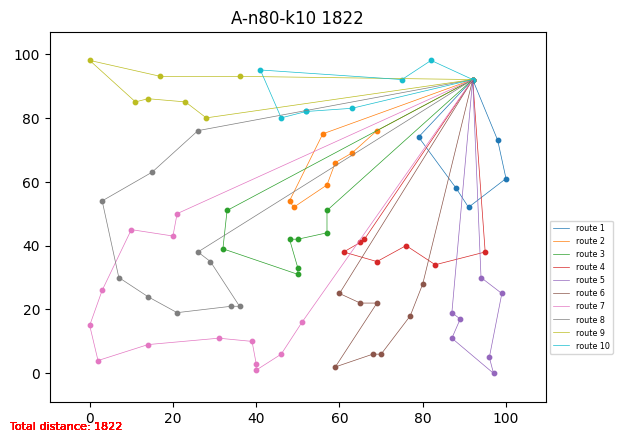 A-n80-k10 1822
100
80
60
40
20
0
0 20 40 60 80 100
route 1
route 2
route 3
route 4
route 5
route 6
route 7
route 8
route 9
route 10
Total distance: 1822